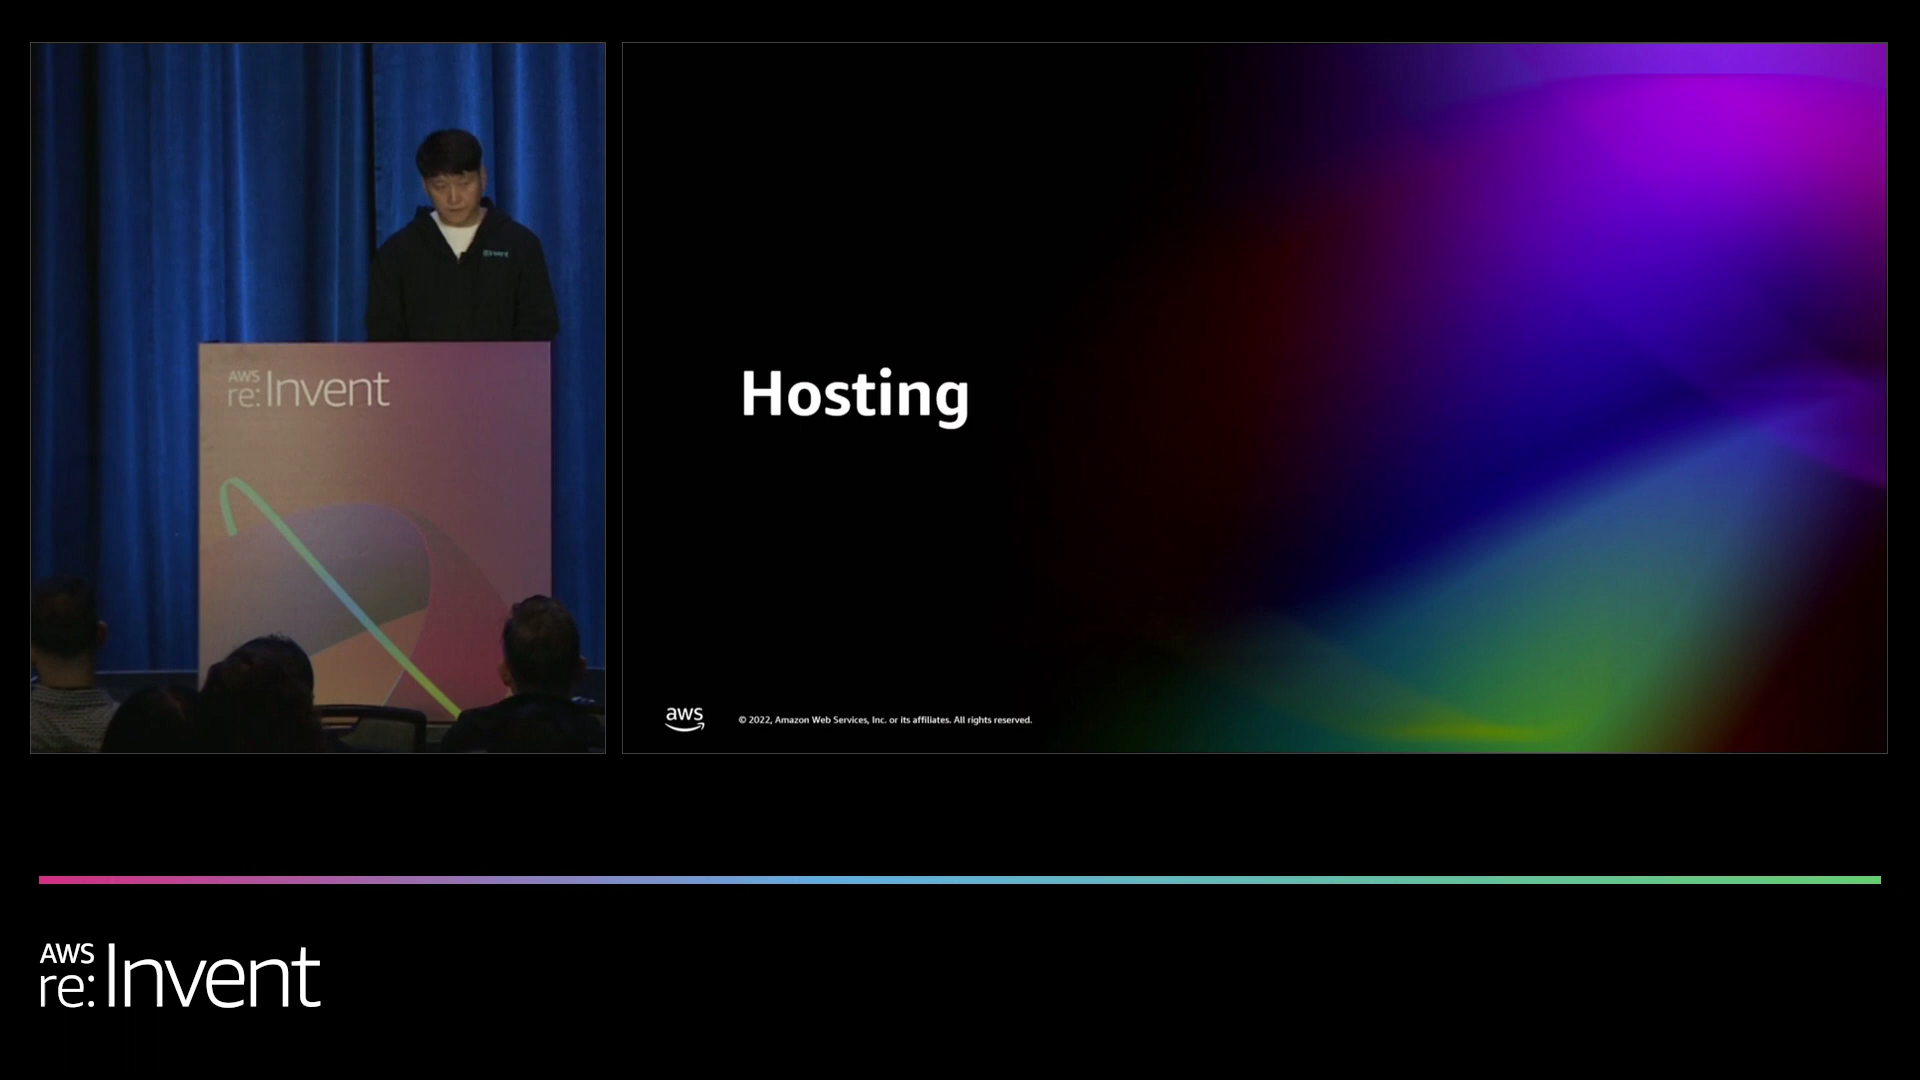 AWS
re:Invent
Hosting
aws
© 2022, Amazon Web Services, Inc. or its affiliates. All rights reserved.
AWS
re:Invent